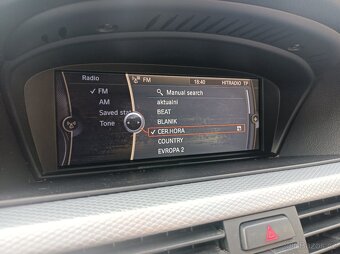 Radio
FM
18:40
HITRADIO TP
✓ FM
Manual search
AM
aktualni
Saved stat
BEAT
Tone
BLANIK
✓ CER.HORA
COUNTRY
EVROPA 2